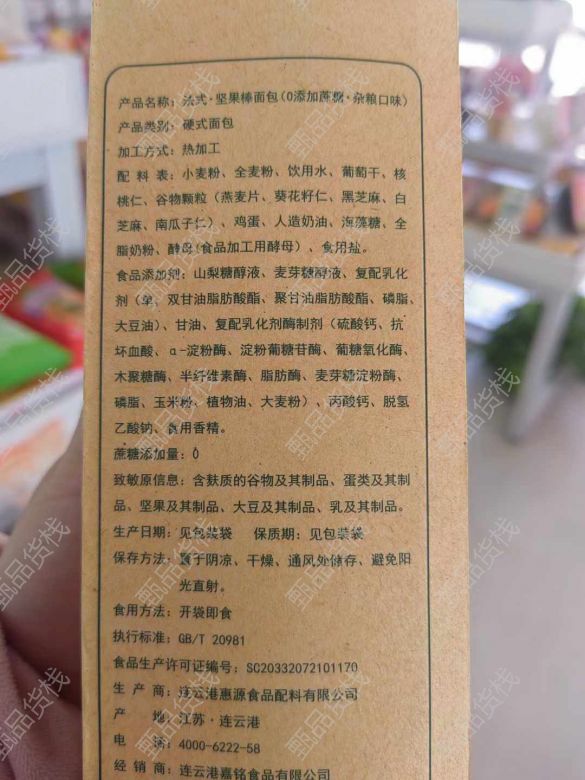 产品名称：法式·坚果棒面包(0添加蔗糖·杂粮口味)
产品类别：硬式面包
加工方式：热加工
配 料 表：小麦粉、全麦粉、饮用水、葡萄干、核
桃仁、谷物颗粒（燕麦片、葵花籽仁、黑芝麻、白
芝麻、南瓜子仁）、鸡蛋、人造奶油、海藻糖、全
脂奶粉、酵母(食品加工用酵母)、食用盐。
食品添加剂：山梨糖醇液、麦芽糖醇液、复配乳化
剂（单，双甘油脂肪酸酯、聚甘油脂肪酸酯、磷脂、
大豆油）、甘油、复配乳化剂酶制剂（硫酸钙、抗
坏血酸、α-淀粉酶、淀粉葡糖苷酶、葡糖氧化酶、
木聚糖酶、半纤维素酶、脂肪酶、麦芽糖淀粉酶、
磷脂、玉米粉、植物油、大麦粉）、丙酸钙、脱氢
乙酸钠、食用香精。
蔗糖添加量：0
致敏原信息：含麸质的谷物及其制品、蛋类及其制
品、坚果及其制品、大豆及其制品、乳及其制品。
生产日期：见包装袋 保质期：见包装袋
保存方法：置于阴凉、干燥、通风处储存、避免阳
光直射。
食用方法：开袋即食
执行标准：GB/T 20981
食品生产许可证编号：SC20332072101170
生 产 商：连云港惠源食品配料有限公司
产 地：江苏·连云港
电 话：4000-6222-58
经 销 商：连云港嘉铭食品有限公司
甄品货栈